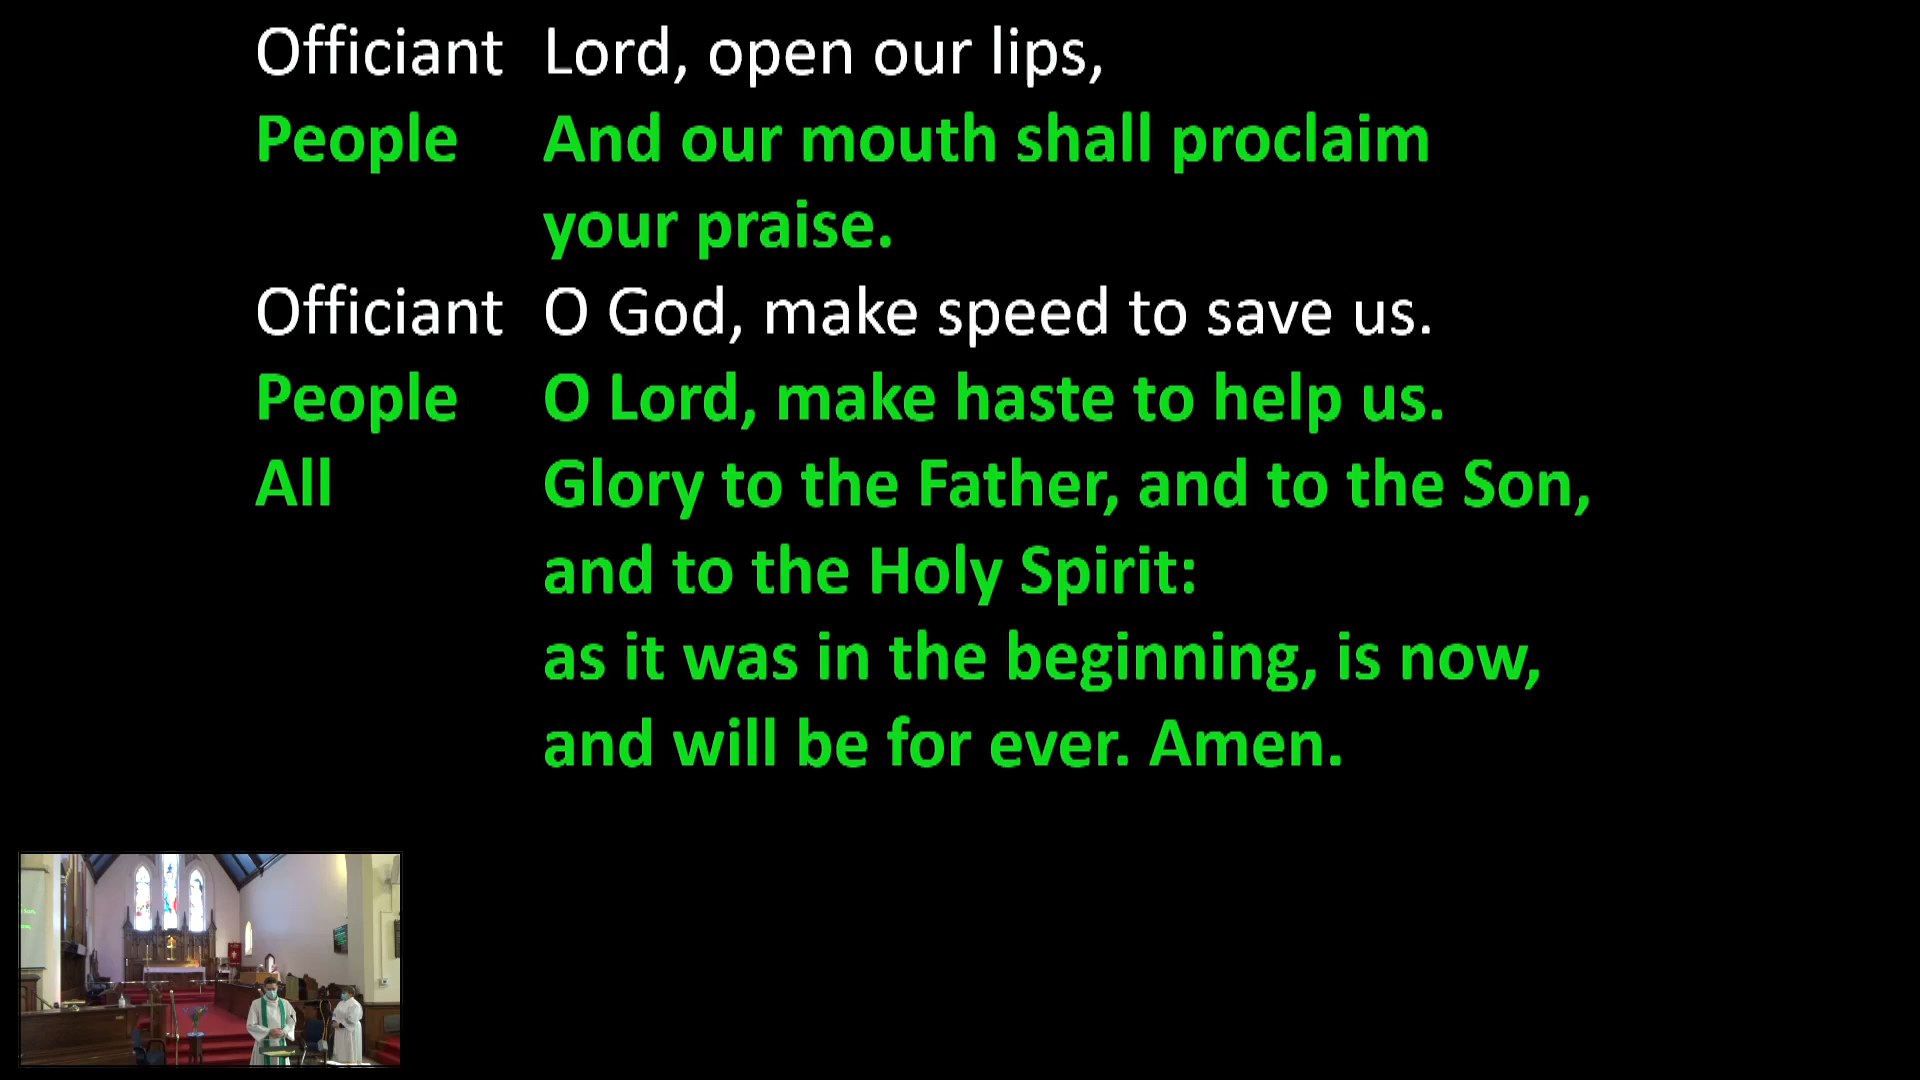 Officiant Lord, open our lips,
People And our mouth shall proclaim
your praise.
Officiant O God, make speed to save us.
People O Lord, make haste to help us.
All Glory to the Father, and to the Son,
and to the Holy Spirit:
as it was in the beginning, is now,
and will be for ever. Amen.